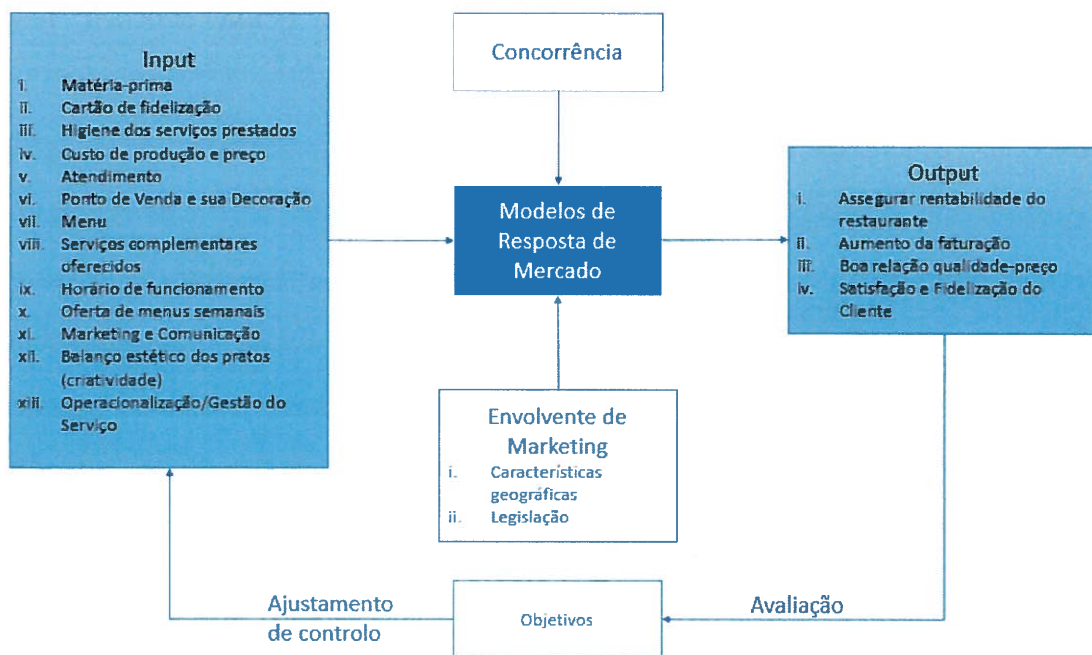 Input
i. Matéria-prima
ii. Cartão de fidelização
iii. Higiene dos serviços prestados
iv. Custo de produção e preço
v. Atendimento
vi. Ponto de Venda e sua Decoração
vii. Menu
viii. Serviços complementares
oferecidos
ix. Horário de funcionamento
x. Oferta de menus semanais
xi. Marketing e Comunicação
xii. Balanço estético dos pratos
(criatividade)
xiii. Operacionalização/Gestão do
Serviço
Concorrência
Modelos de
Resposta de
Mercado
Envolvente de
Marketing
i. Características
geográficas
ii. Legislação
Output
i. Assegurar rentabilidade do
restaurante
ii. Aumento da faturação
iii. Boa relação qualidade-preço
iv. Satisfação e Fidelização do
Cliente
Ajustamento
de controlo
Objetivos
Avaliação